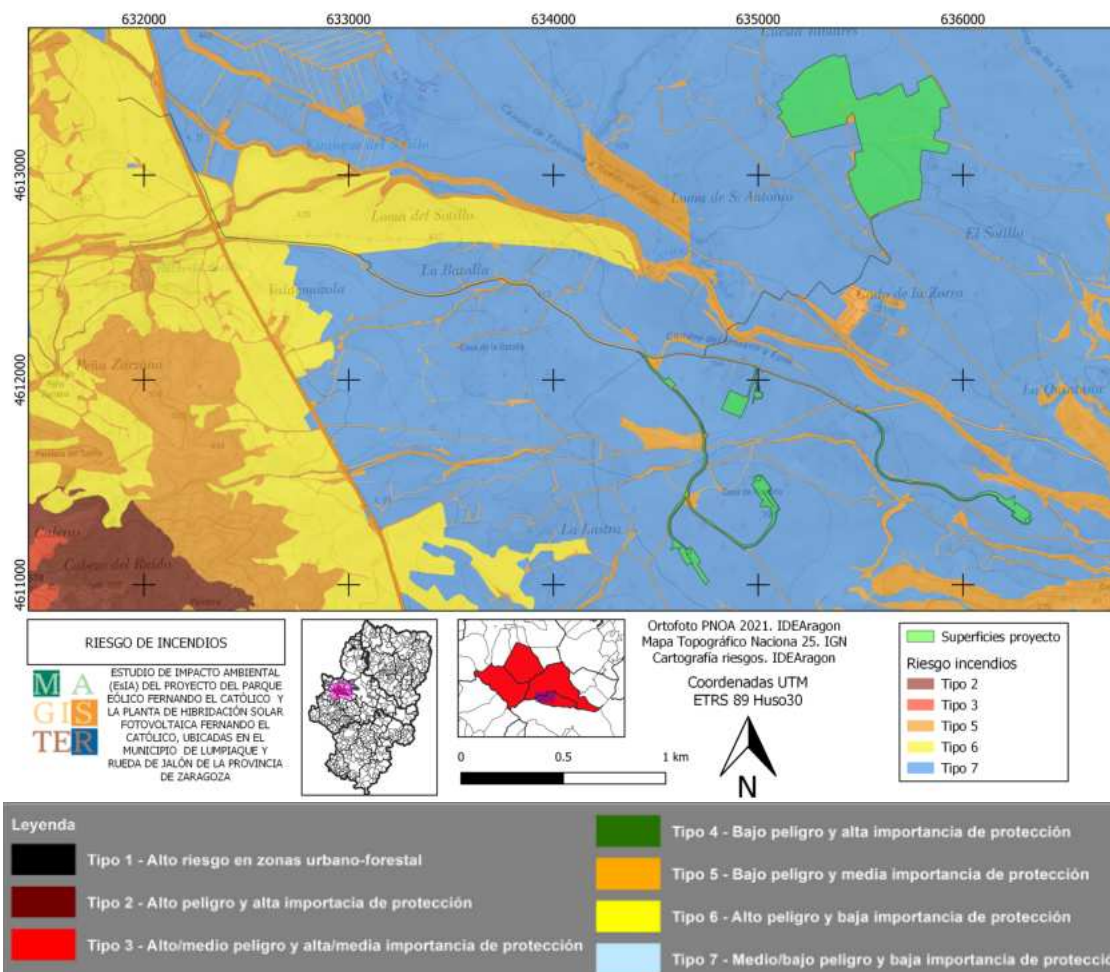 632000 633000 634000 635000 636000
4613000
4612000
4611000
Loma del Sotillo
Loma de S. Antonio
El Sotillo
La Batalla
Peña Zarzana
La Lastra
RIESGO DE INCENDIOS
MAGISTER
ESTUDIO DE IMPACTO AMBIENTAL
(EsIA) DEL PROYECTO DEL PARQUE
EÓLICO FERNANDO EL CATÓLICO Y
LA PLANTA DE HIBRIDACIÓN SOLAR
FOTOVOLTAICA FERNANDO EL
CATÓLICO, UBICADAS EN EL
MUNICIPIO DE LUMPIAQUE Y
RUEDA DE JALÓN DE LA PROVINCIA
DE ZARAGOZA
0 0.5 1 km
Ortofoto PNOA 2021. IDEAragon
Mapa Topográfico Naciona 25. IGN
Cartografía riesgos. IDEAragon
Coordenadas UTM
ETRS 89 Huso30
N
Superficies proyecto
Riesgo incendios
Tipo 2
Tipo 3
Tipo 5
Tipo 6
Tipo 7
Leyenda
Tipo 1 - Alto riesgo en zonas urbano-forestal
Tipo 2 - Alto peligro y alta importacia de protección
Tipo 3 - Alto/medio peligro y alta/media importancia de protección
Tipo 4 - Bajo peligro y alta importancia de protección
Tipo 5 - Bajo peligro y media importancia de protección
Tipo 6 - Alto peligro y baja importancia de protección
Tipo 7 - Medio/bajo peligro y baja importancia de protecció